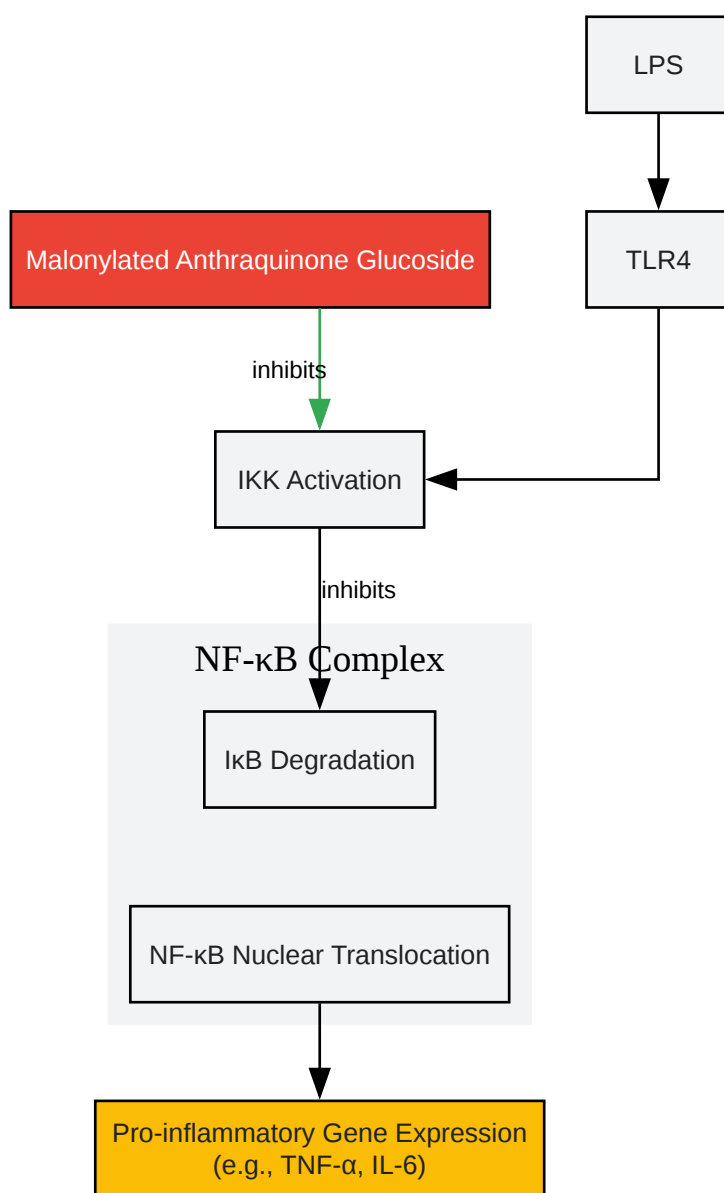 LPS
Malonylated Anthraquinone Glucoside
TLR4
inhibits
IKK Activation
inhibits
NF-κB Complex
IκB Degradation
NF-κB Nuclear Translocation
Pro-inflammatory Gene Expression
(e.g., TNF-α, IL-6)